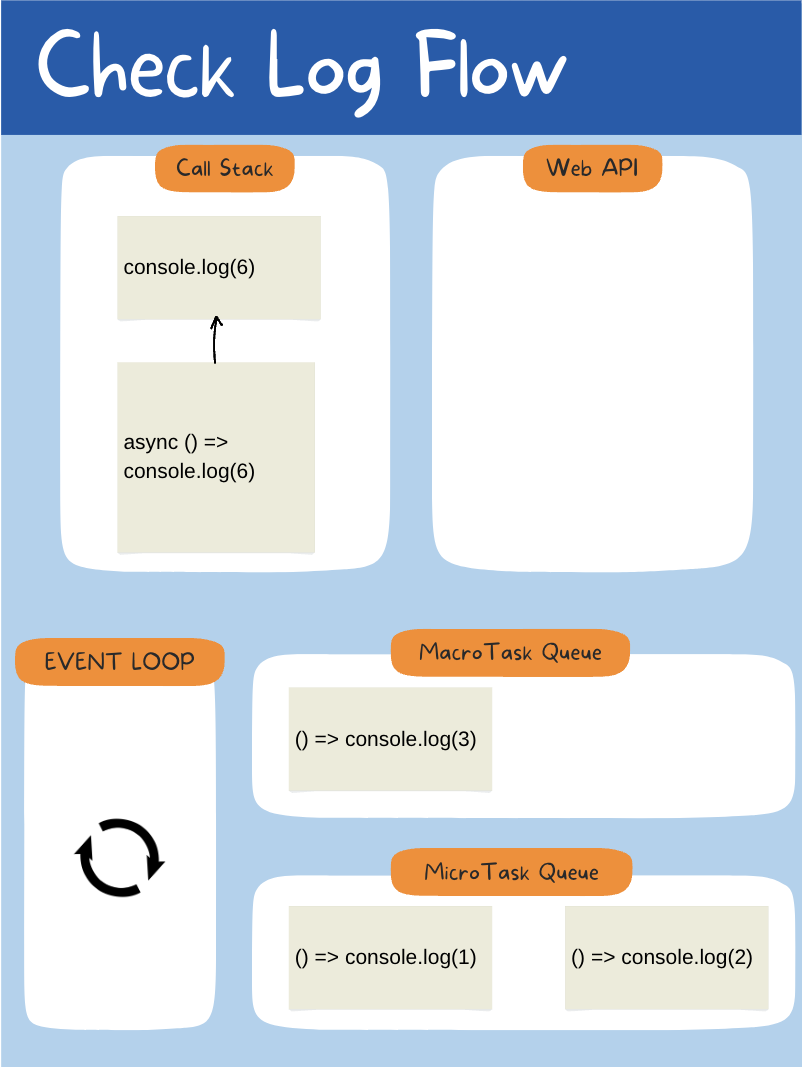 Check Log Flow
Call Stack
Web API
console.log(6)
async () =>
console.log(6)
EVENT LOOP
MacroTask Queue
() => console.log(3)
MicroTask Queue
() => console.log(1)
() => console.log(2)